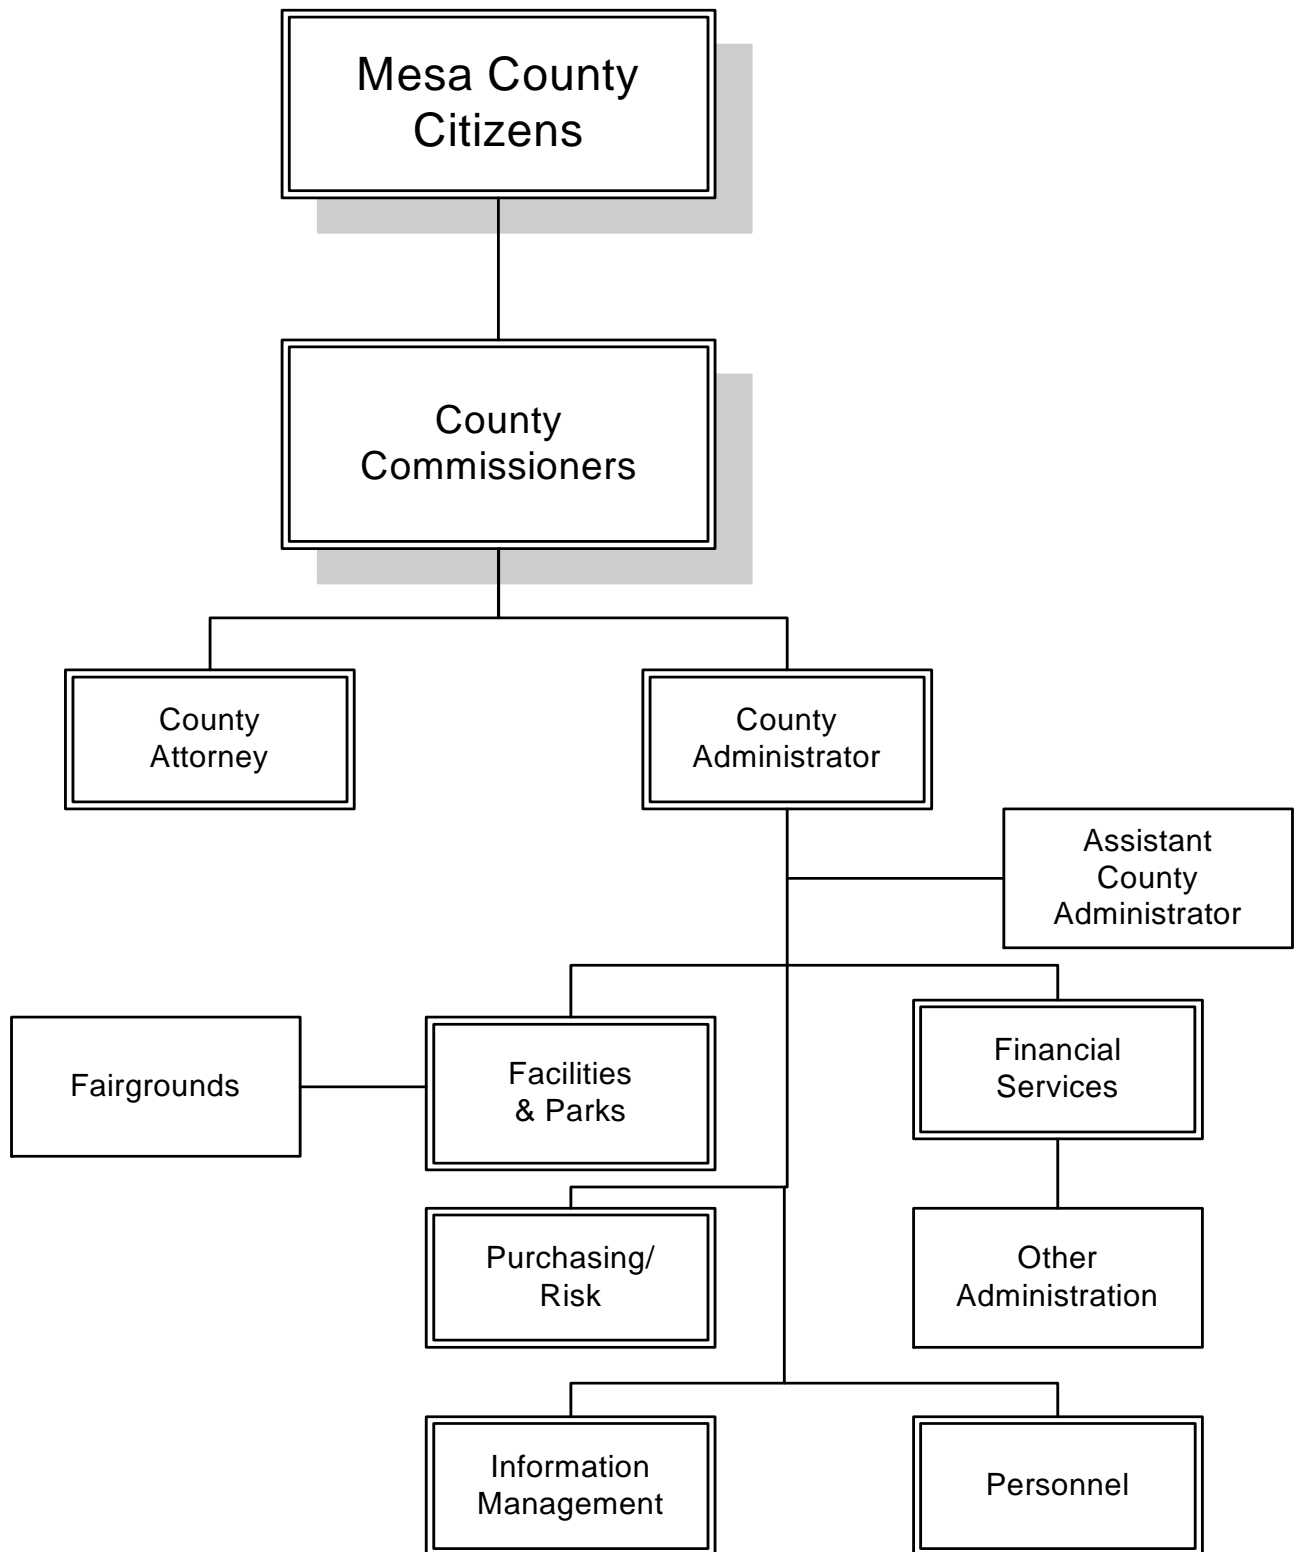 Mesa County
Citizens
County
Commissioners
County
Attorney
County
Administrator
Assistant
County
Administrator
Fairgrounds
Facilities
& Parks
Financial
Services
Purchasing/
Risk
Other
Administration
Information
Management
Personnel